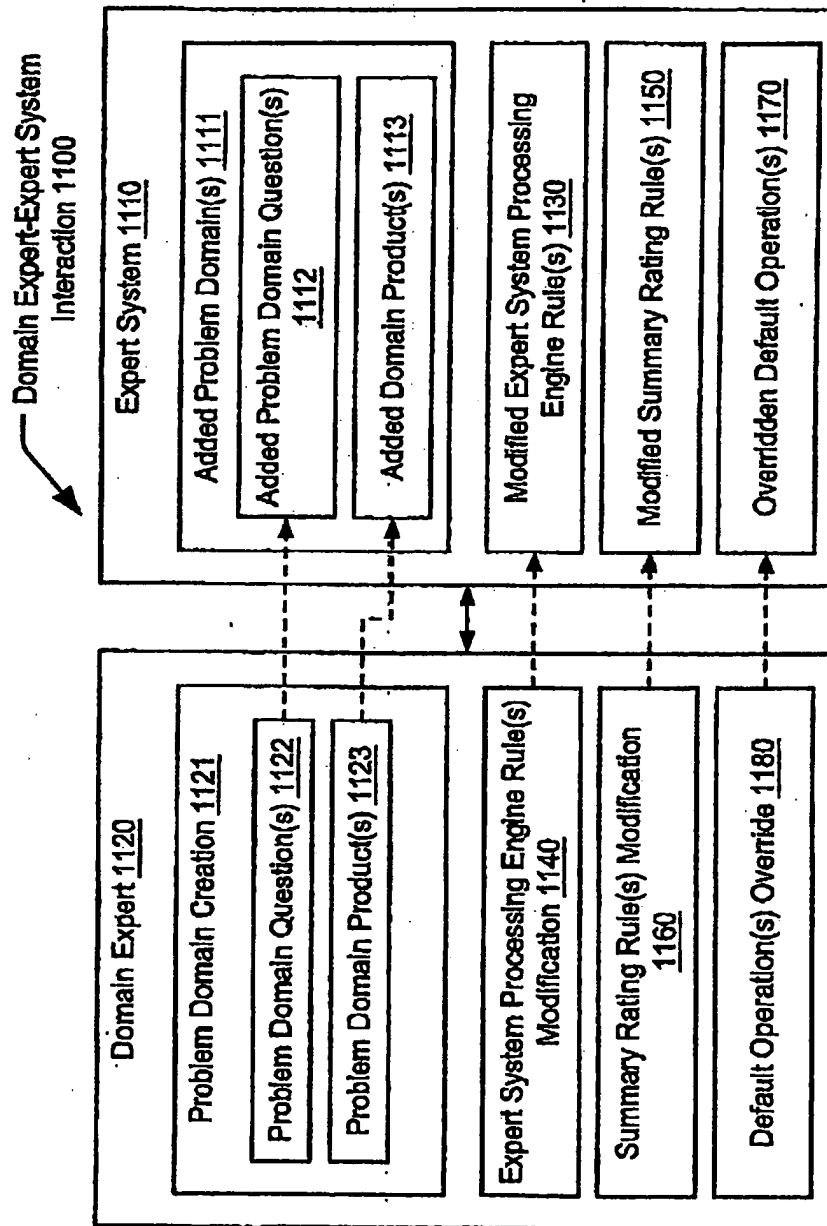 Domain Expert-Expert System
Interaction 1100
Domain Expert 1120
Problem Domain Creation 1121
Problem Domain Question(s) 1122
Problem Domain Product(s) 1123
Expert System Processing Engine Rule(s)
Modification 1140
Summary Rating Rule(s) Modification
1160
Default Operation(s) Override 1180
Expert System 1110
Added Problem Domain(s) 1111
Added Problem Domain Question(s)
1112
Added Domain Product(s) 1113
Modified Expert System Processing
Engine Rule(s) 1130
Modified Summary Rating Rule(s) 1150
Overridden Default Operation(s) 1170